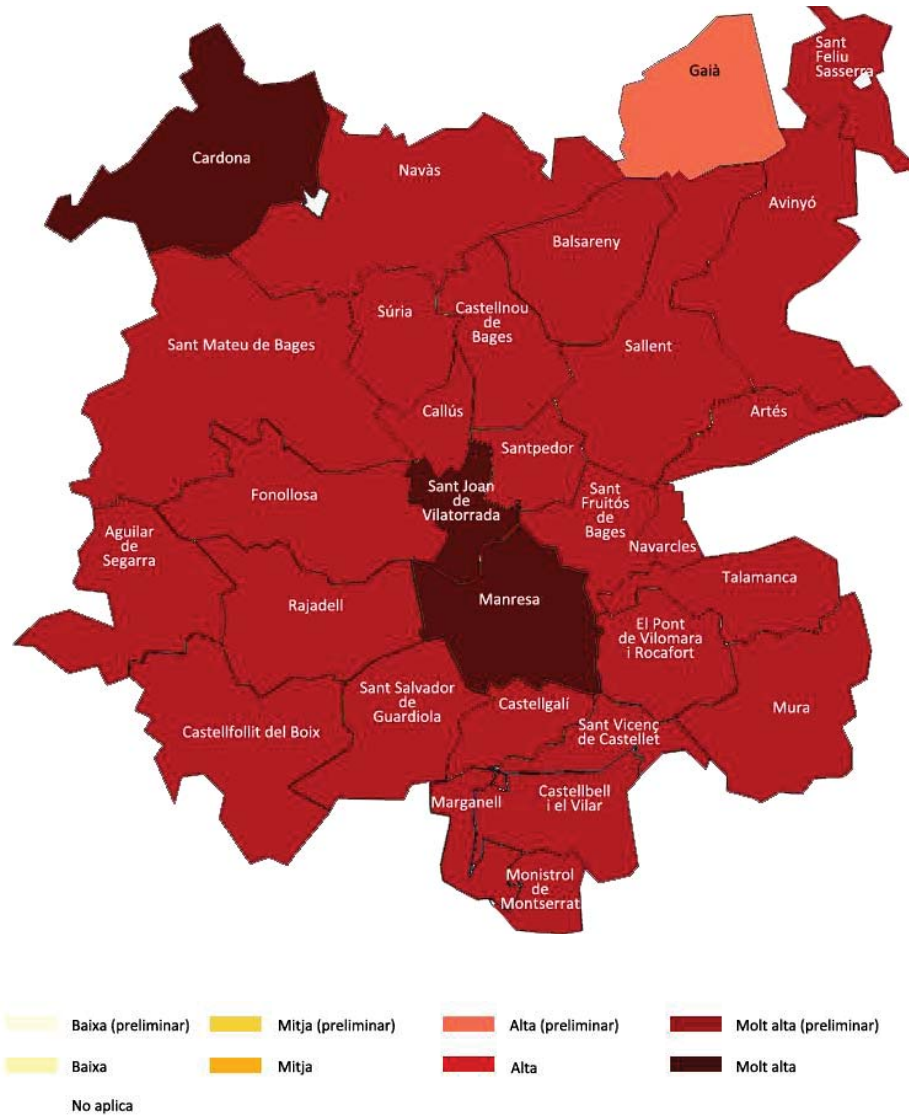 Sant
Feliu
Sasserra
Gaià
Cardona
Navàs
Avinyó
Balsareny
Súria
Castellnou
de
Bages
Sant Mateu de Bages
Sallent
Callús
Artés
Santpedor
Sant Joan
de
Vilatorrada
Fonollosa
Sant
Fruitós
de Bages
Aguilar
de
Segarra
Navarcles
Talamanca
Rajadell
Manresa
El Pont
de Vilomara
i Rocafort
Sant Salvador
de
Guardiola
Castellgalí
Mura
Castellfollit del Boix
Sant Vicenç
de Castellet
Marganell
Castellbell
i el Vilar
Monistrol
de
Montserrat
Baixa (preliminar)
Mitja (preliminar)
Alta (preliminar)
Molt alta (preliminar)
Baixa
Mitja
Alta
Molt alta
No aplica